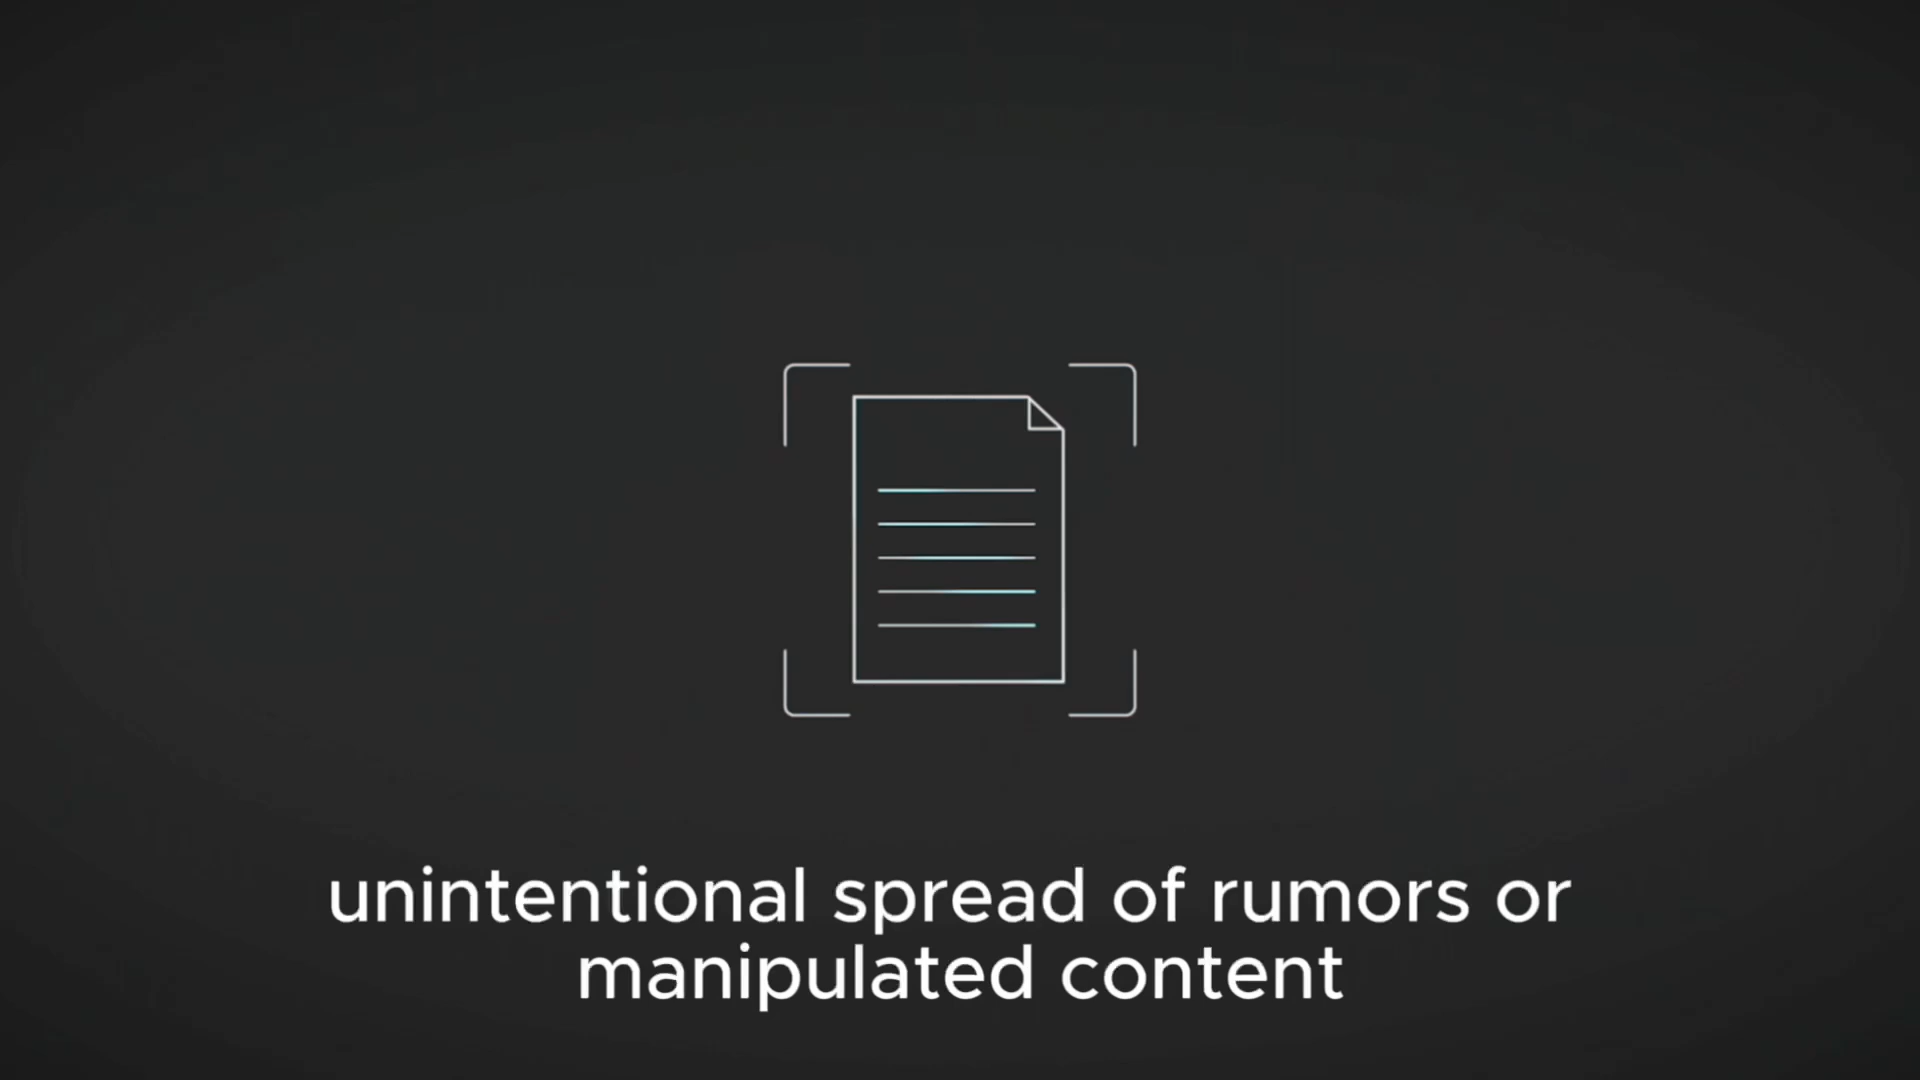 unintentional spread of rumors or
manipulated content